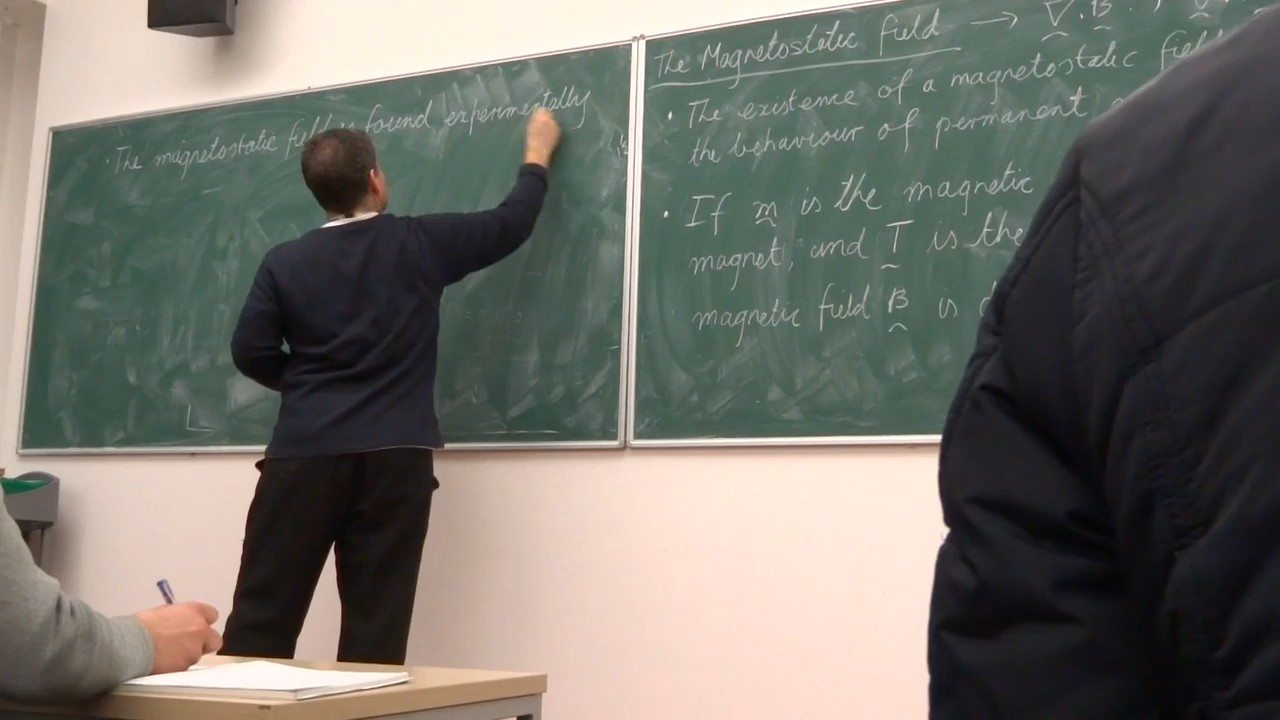 · The magnetostatic field is found experimentally
The Magnetostatic field → ∇.B
· The existence of a magnetostatic field
the behaviour of permanent
· If m is the magnetic
magnet, and T is the
magnetic field B is